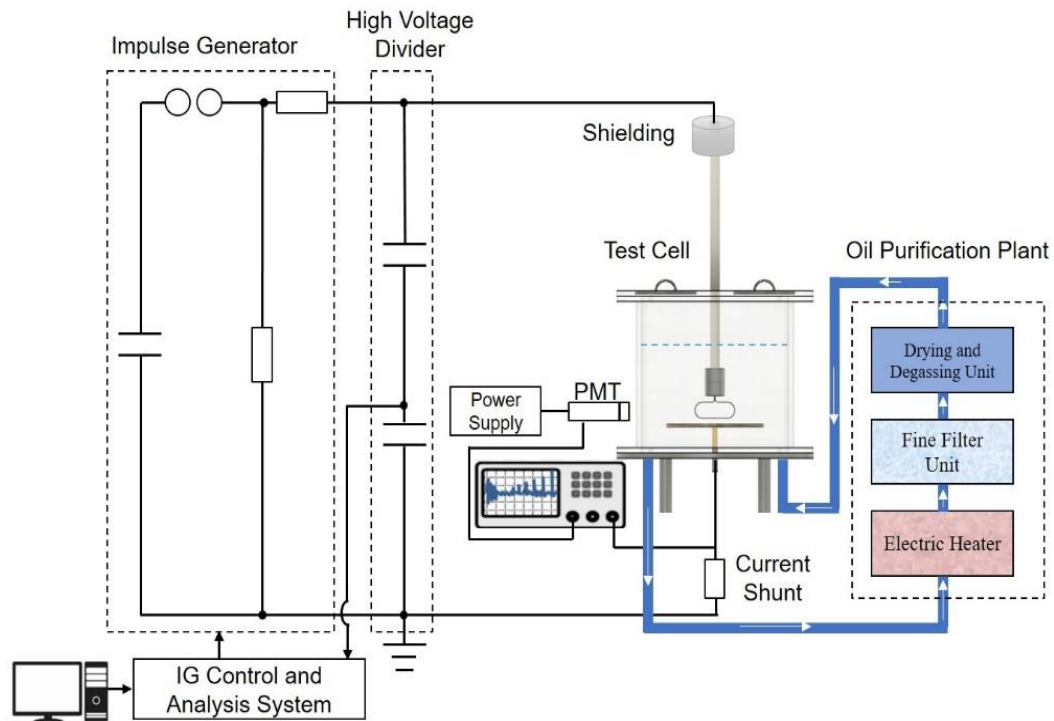 High Voltage
Divider
Impulse Generator
Shielding
Test Cell
Oil Purification Plant
Drying and
Degassing Unit
Power
Supply
PMT
Fine Filter
Unit
Electric Heater
Current
Shunt
IG Control and
Analysis System